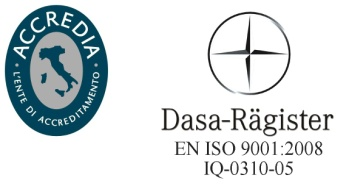 ACCREDIA
L'ENTE DI ACCREDITAMENTO
Dasa-Rägister
EN ISO 9001:2008
IQ-0310-05